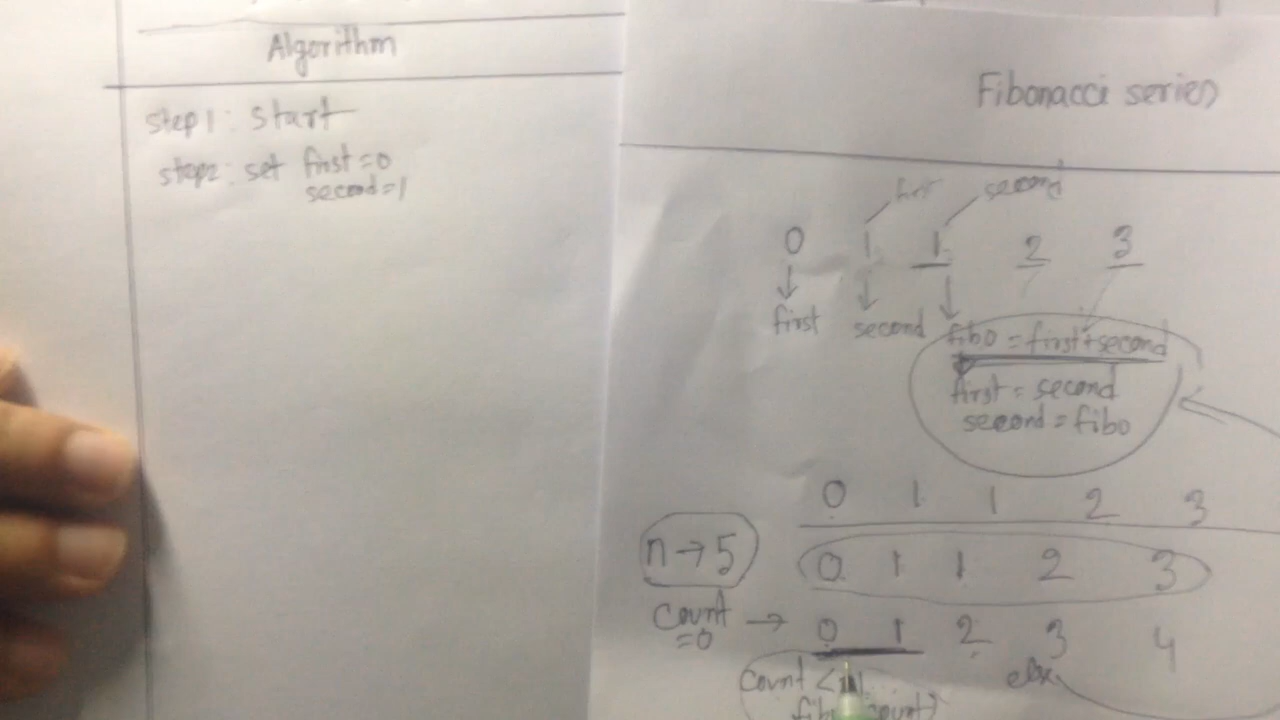 Algorithm
step1: start
step2: set first=0
second=1
Fibonacci series
first second
0 1 1 2 3
first second fibo = first+second
first = second
second = fibo
0 1 1 2 3
n→5 0 1 1 2 3
count =0 → 0 1 2 3 4
count < else